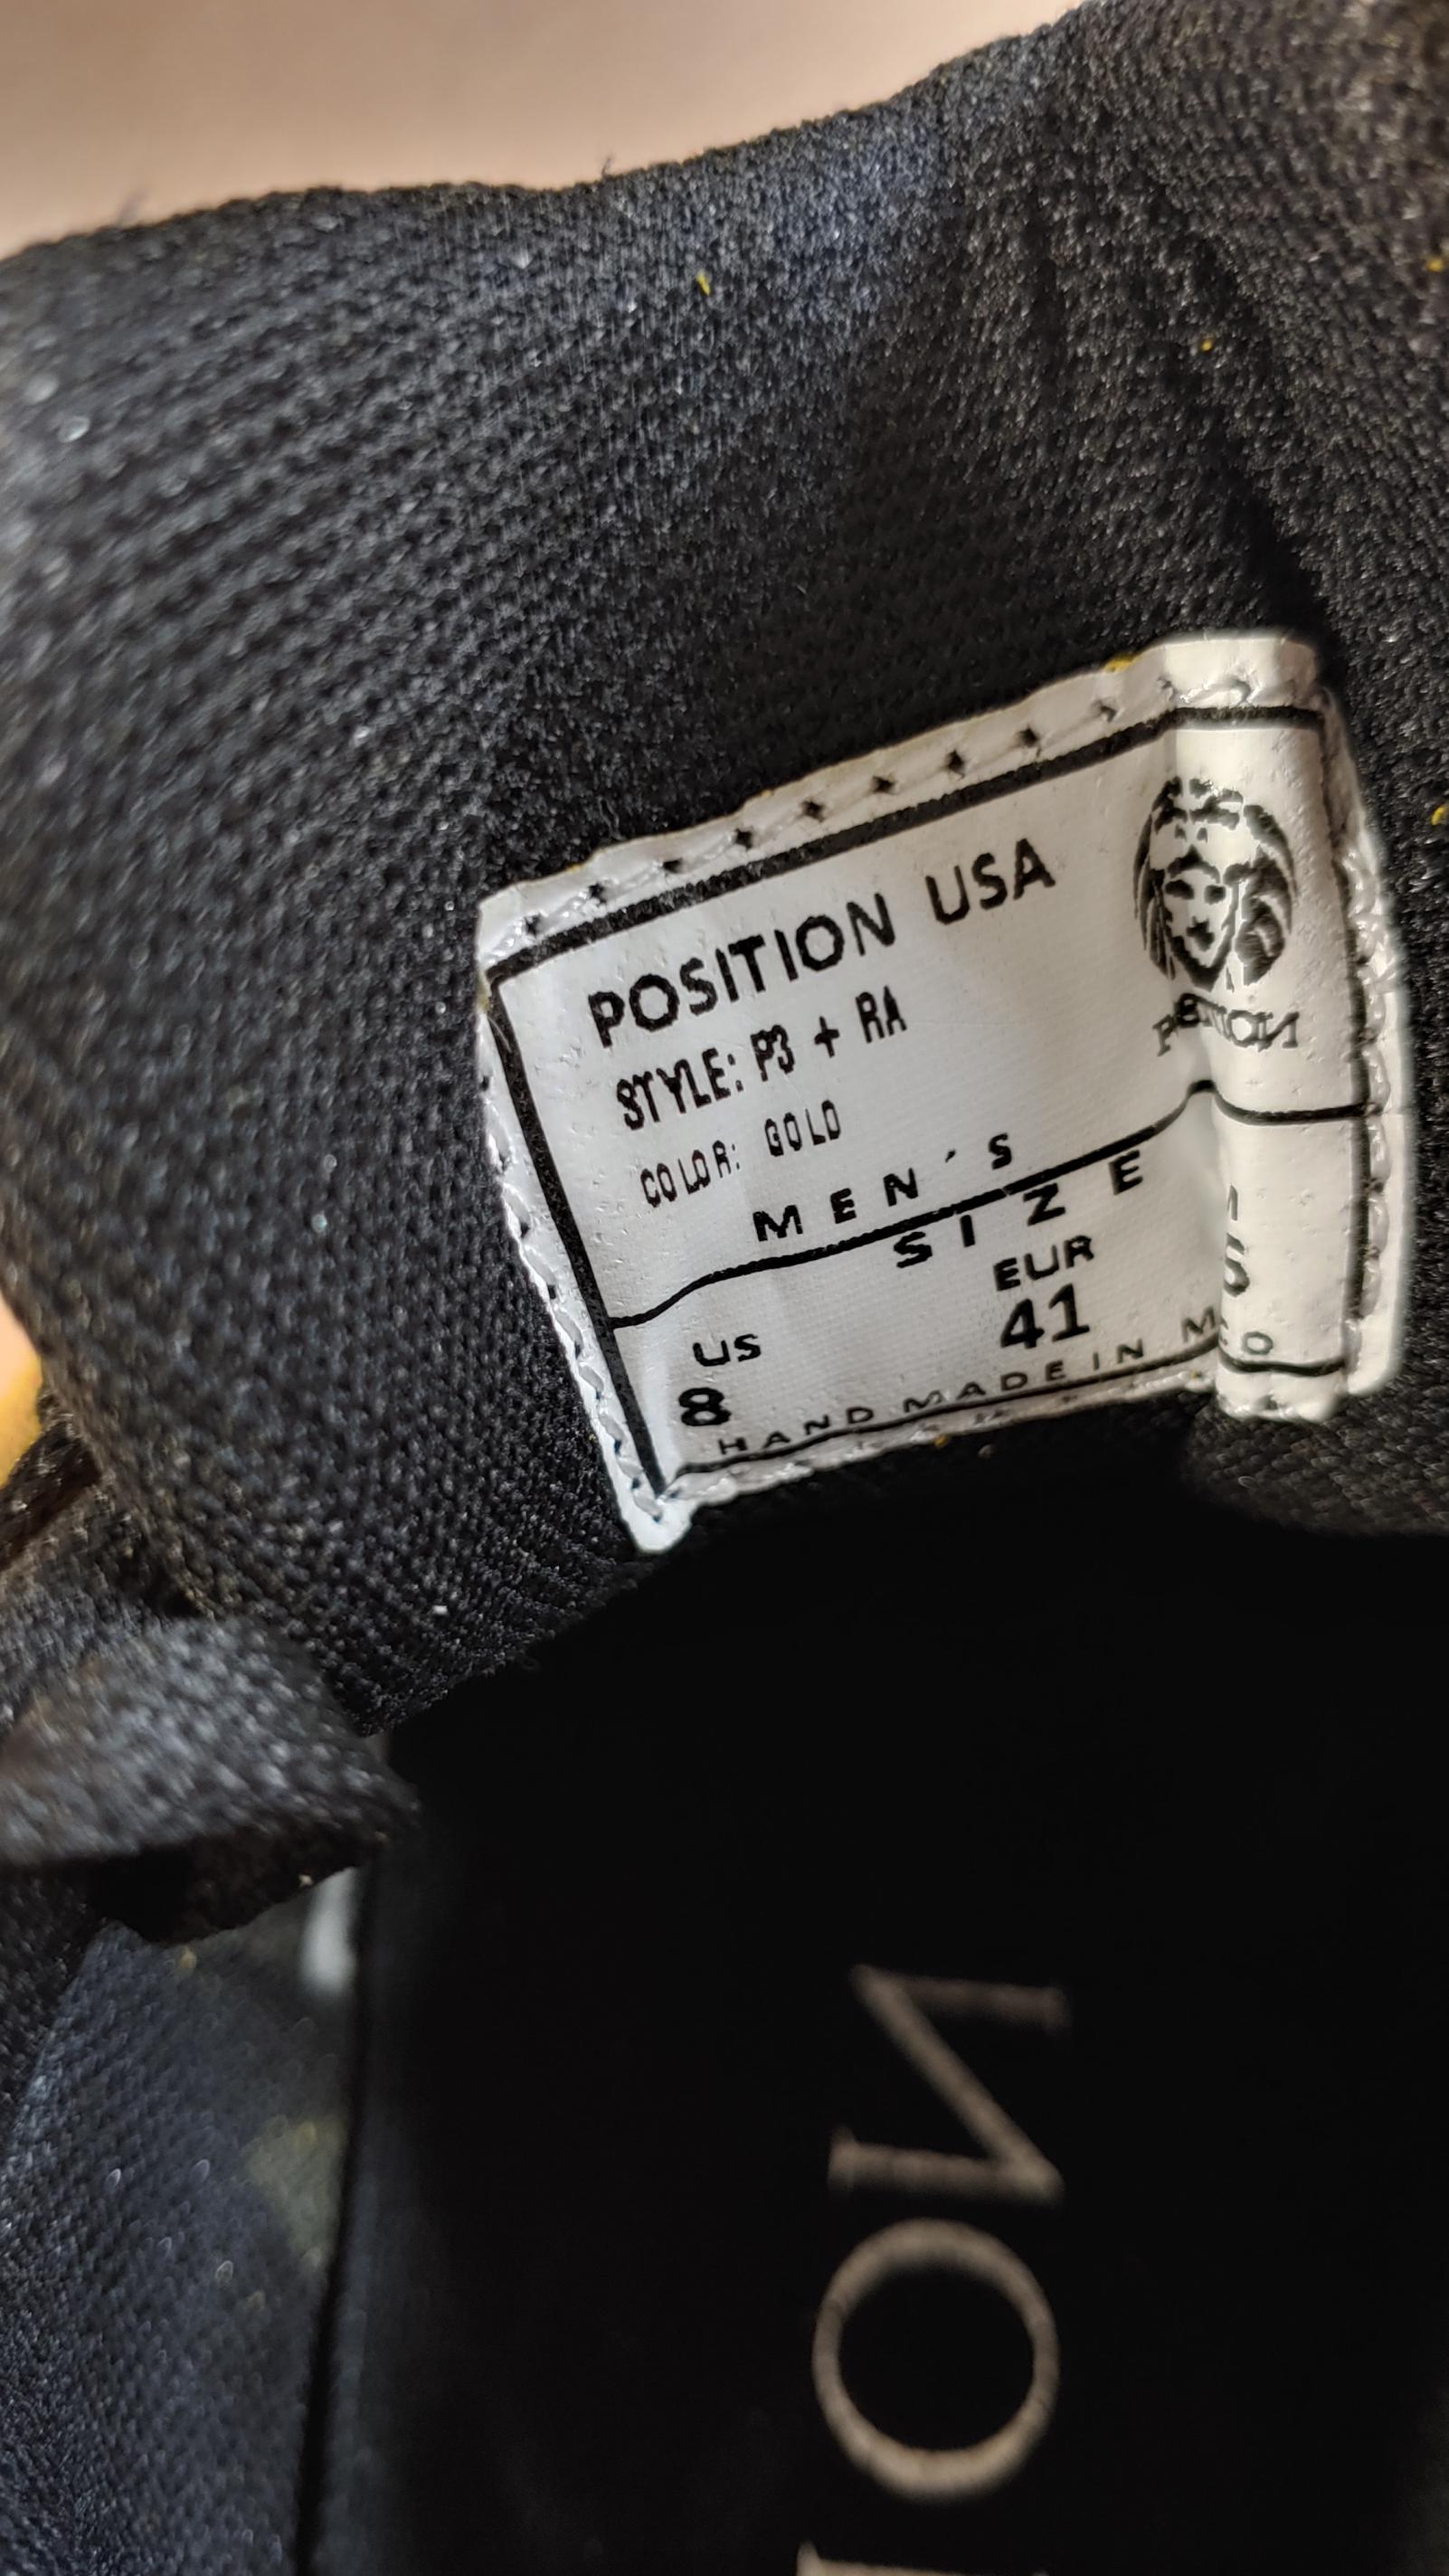 POSITION USA
STYLE: P3 + RA
COLOR: GOLD
MEN'S
SIZE
US
EUR
8
41
HAND MADE IN